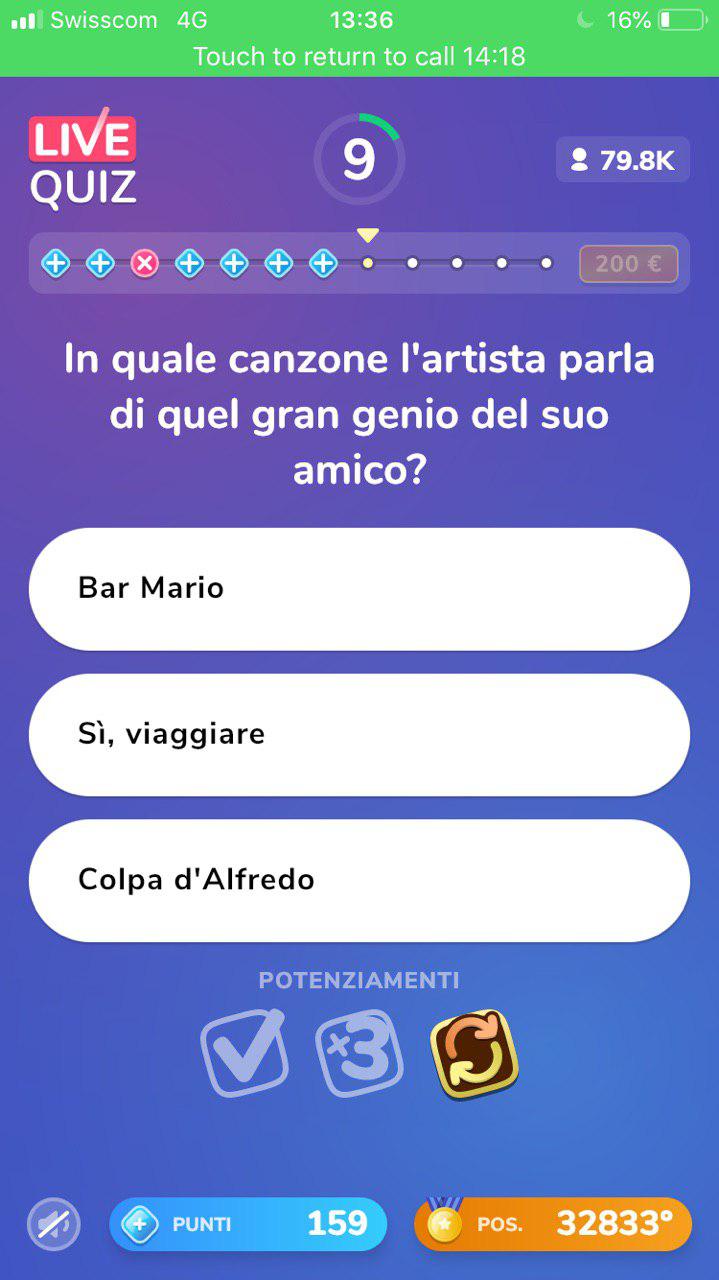 Swisscom 4G 13:36 16%
Touch to return to call 14:18
LIVE
QUIZ
9
79.8K
200 €
In quale canzone l'artista parla
di quel gran genio del suo
amico?
Bar Mario
Sì, viaggiare
Colpa d'Alfredo
POTENZIAMENTI
×3
PUNTI 159
POS. 32833°